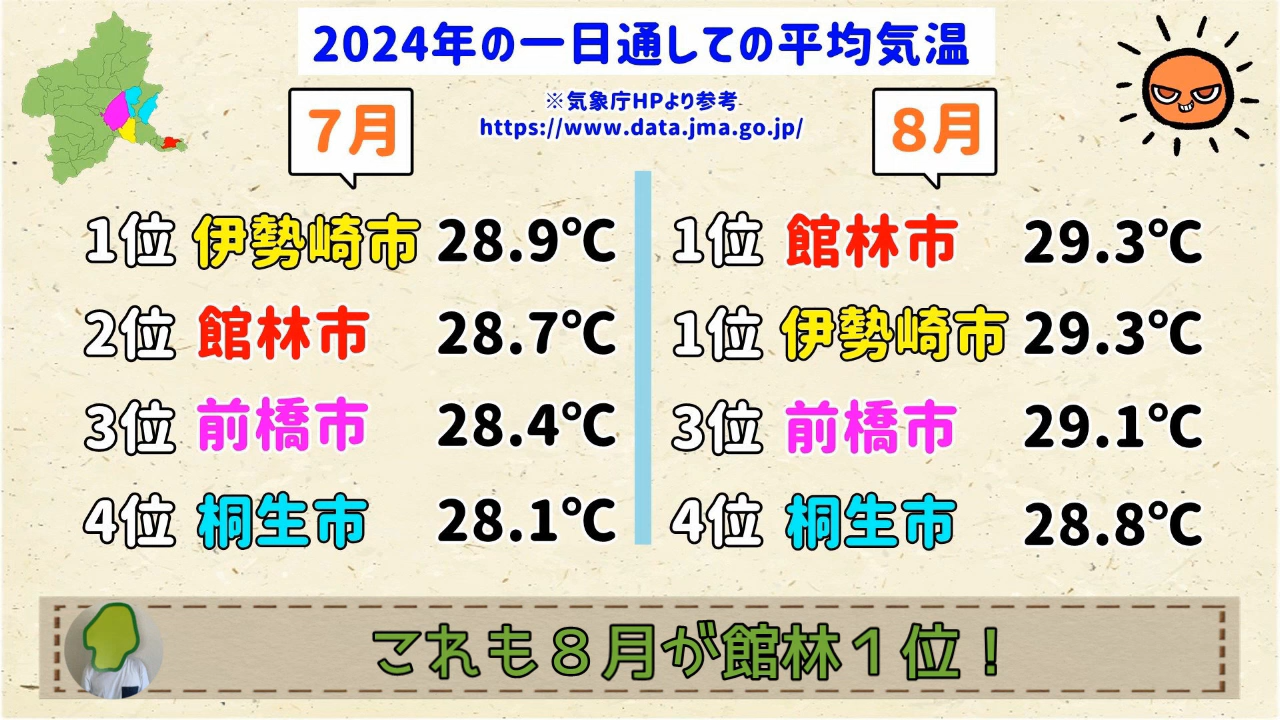 2024年の一日通しての平均気温
※気象庁HPより参考
https://www.data.jma.go.jp/
7月
8月
1位 伊勢崎市 28.9℃
2位 館林市 28.7℃
3位 前橋市 28.4℃
4位 桐生市 28.1℃
1位 館林市 29.3℃
1位 伊勢崎市 29.3℃
3位 前橋市 29.1℃
4位 桐生市 28.8℃
これも８月が館林１位！